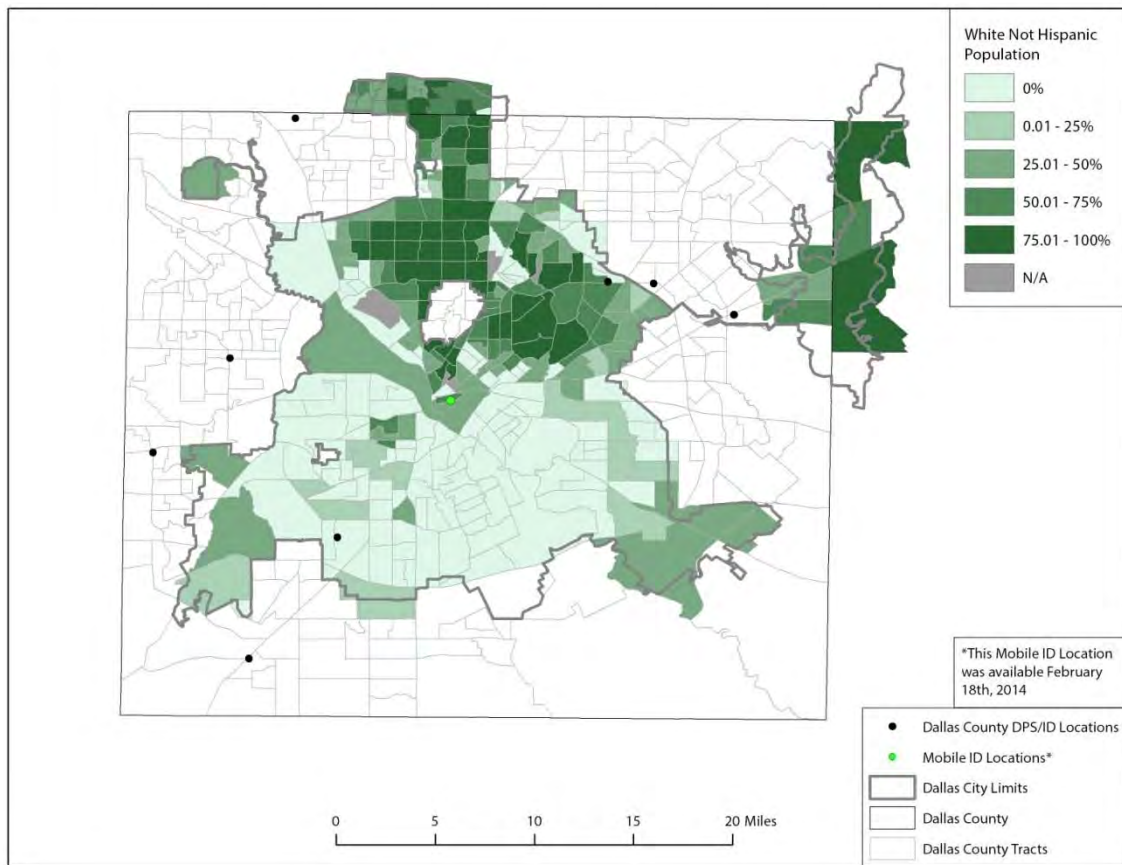 White Not Hispanic
Population
0%
0.01 - 25%
25.01 - 50%
50.01 - 75%
75.01 - 100%
N/A
*This Mobile ID Location
was available February
18th, 2014
Dallas County DPS/ID Locations
Mobile ID Locations*
Dallas City Limits
Dallas County
Dallas County Tracts
0 5 10 15 20 Miles